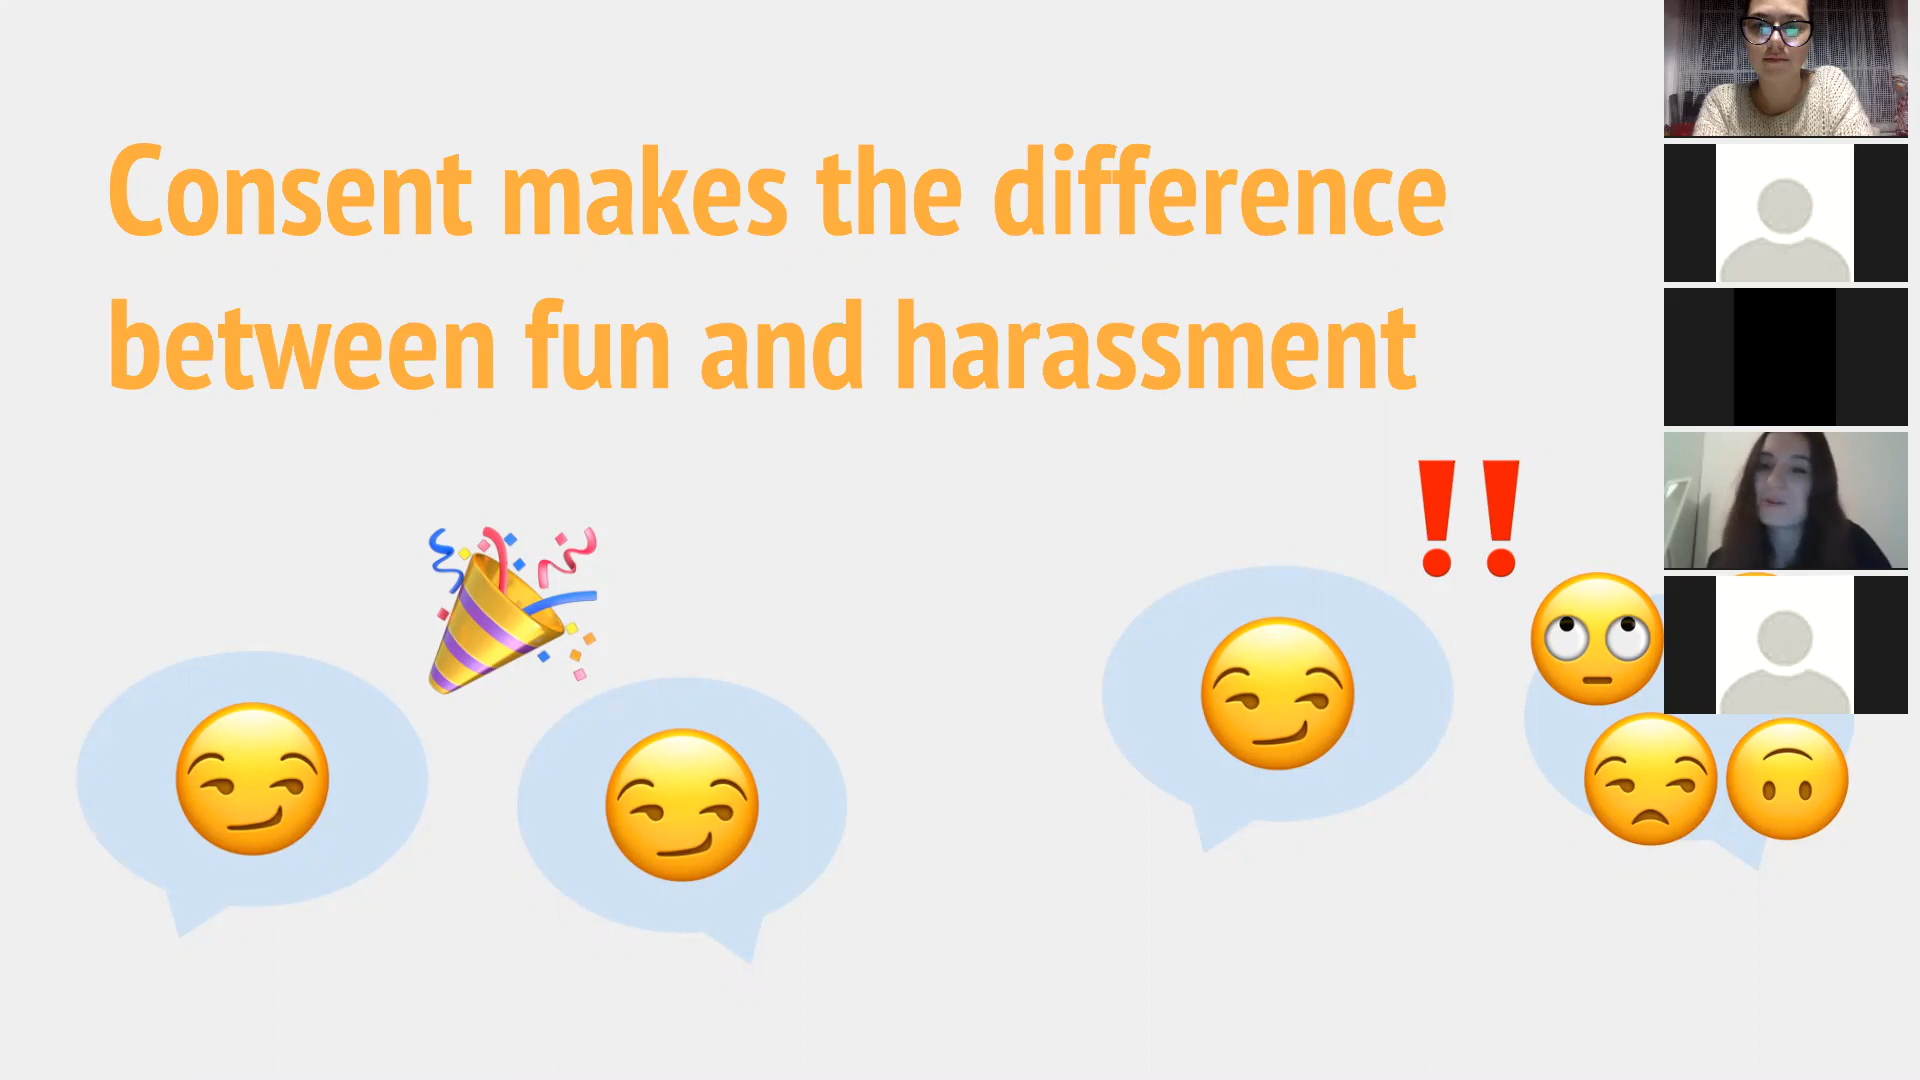 Consent makes the difference
between fun and harassment